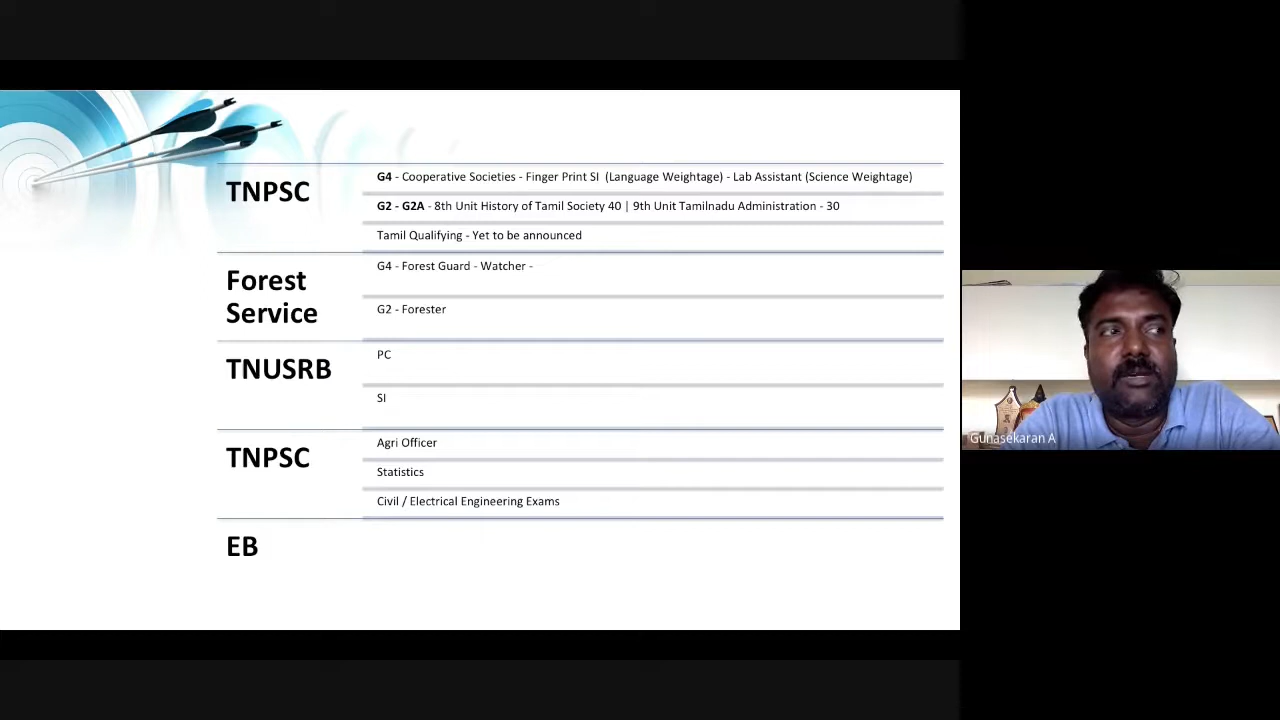 TNPSC
G4 - Cooperative Societies - Finger Print SI (Language Weightage) - Lab Assistant (Science Weightage)
G2 - G2A - 8th Unit History of Tamil Society 40 | 9th Unit Tamilnadu Administration - 30
Tamil Qualifying - Yet to be announced
Forest
Service
G4 - Forest Guard - Watcher -
G2 - Forester
TNUSRB
PC
SI
TNPSC
Agri Officer
Statistics
Civil / Electrical Engineering Exams
EB
Gunasekaran A